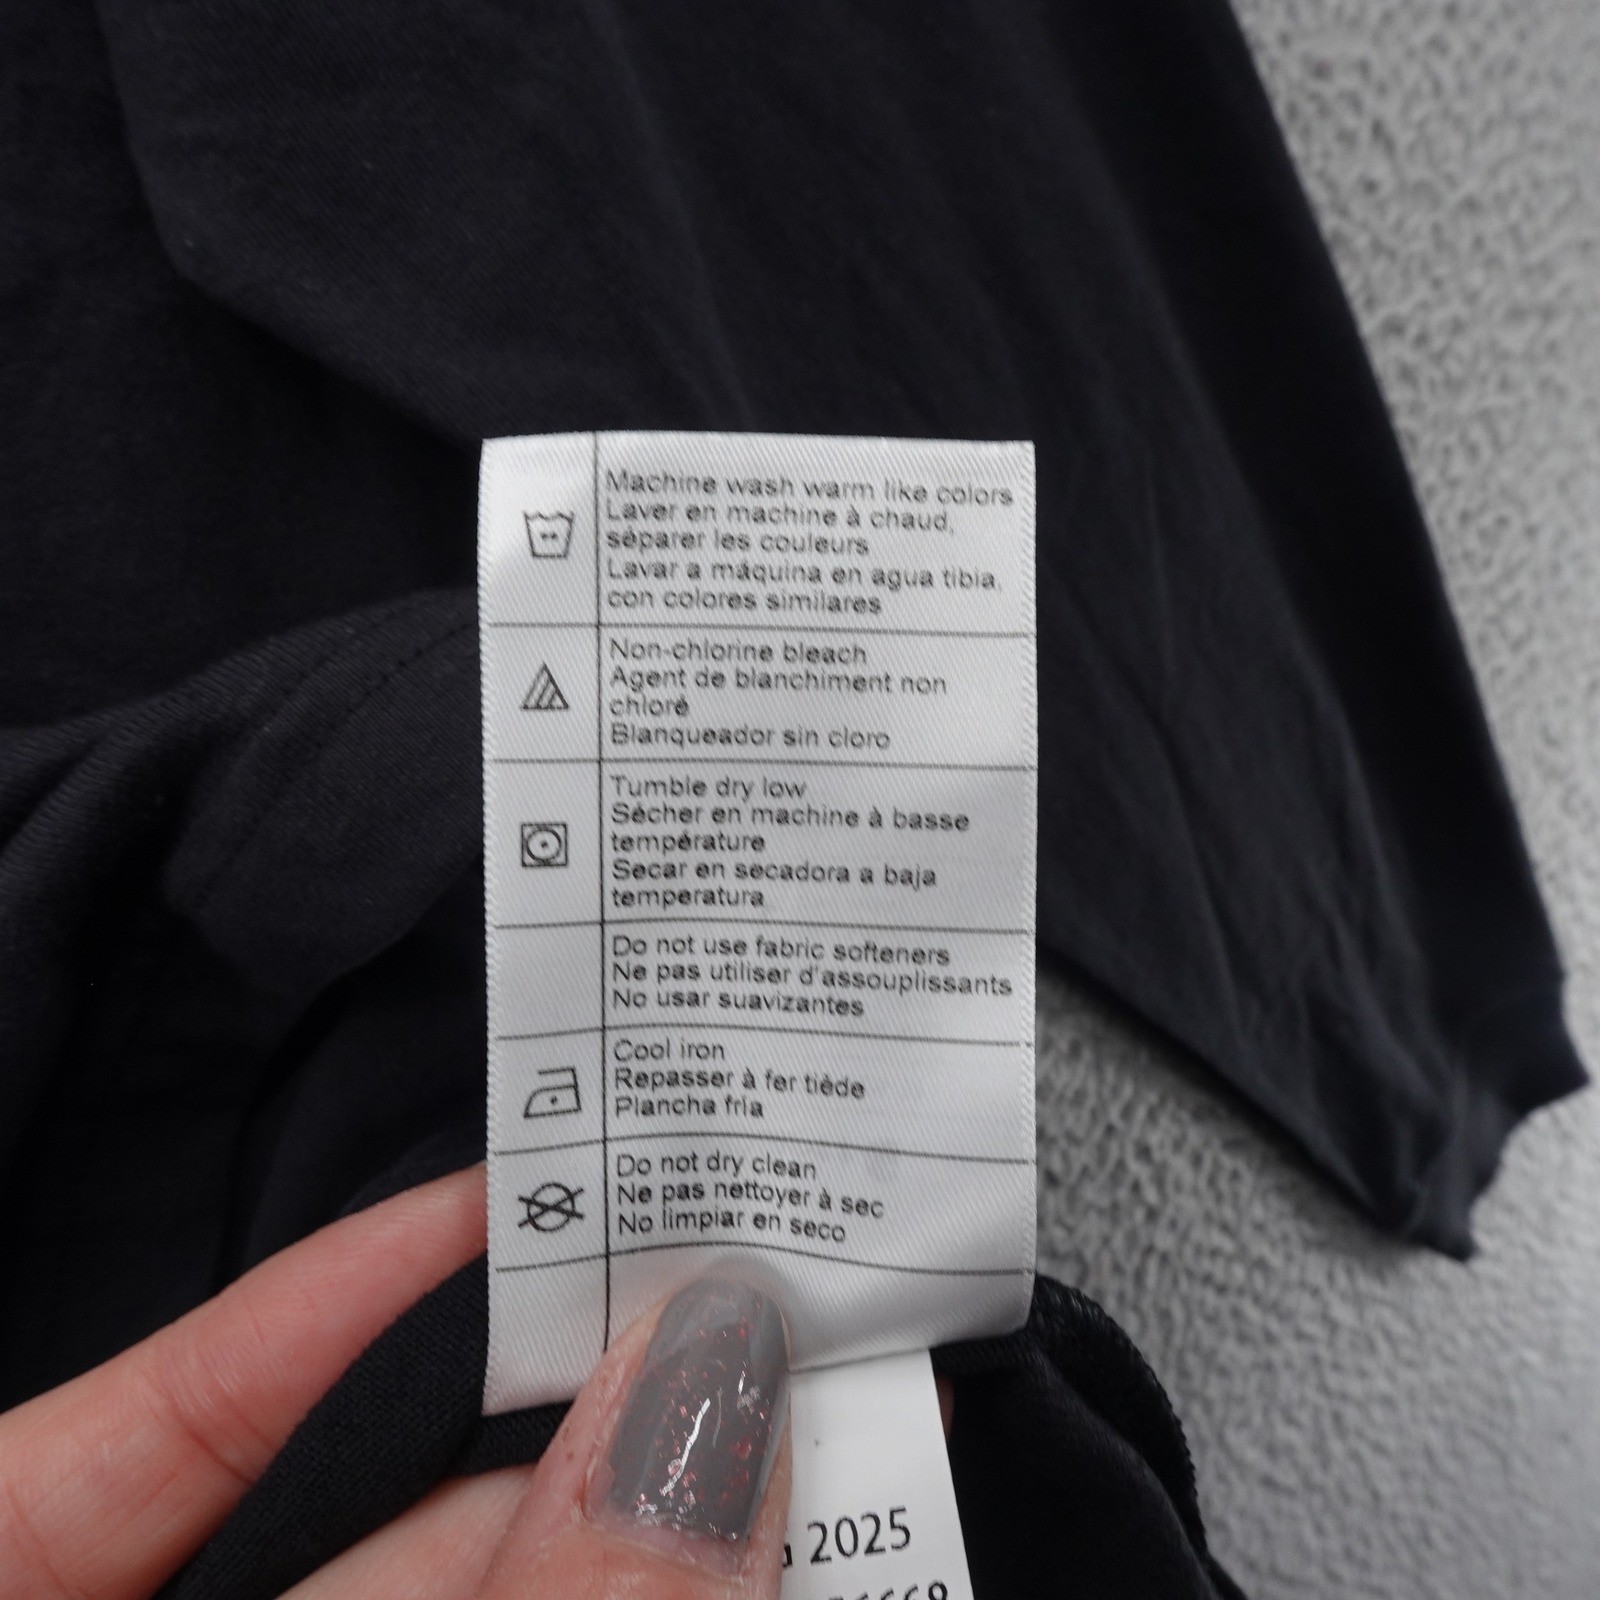 Machine wash warm like colors
Laver en machine à chaud,
séparer les couleurs
Lavar a máquina en agua tibia,
con colores similares
Non-chlorine bleach
Agent de blanchiment non
chloré
Blanqueador sin cloro
Tumble dry low
Sécher en machine à basse
température
Secar en secadora a baja
temperatura
Do not use fabric softeners
Ne pas utiliser d'assouplissants
No usar suavizantes
Cool iron
Repasser à fer tiède
Plancha fría
Do not dry clean
Ne pas nettoyer à sec
No limpiar en seco
2025